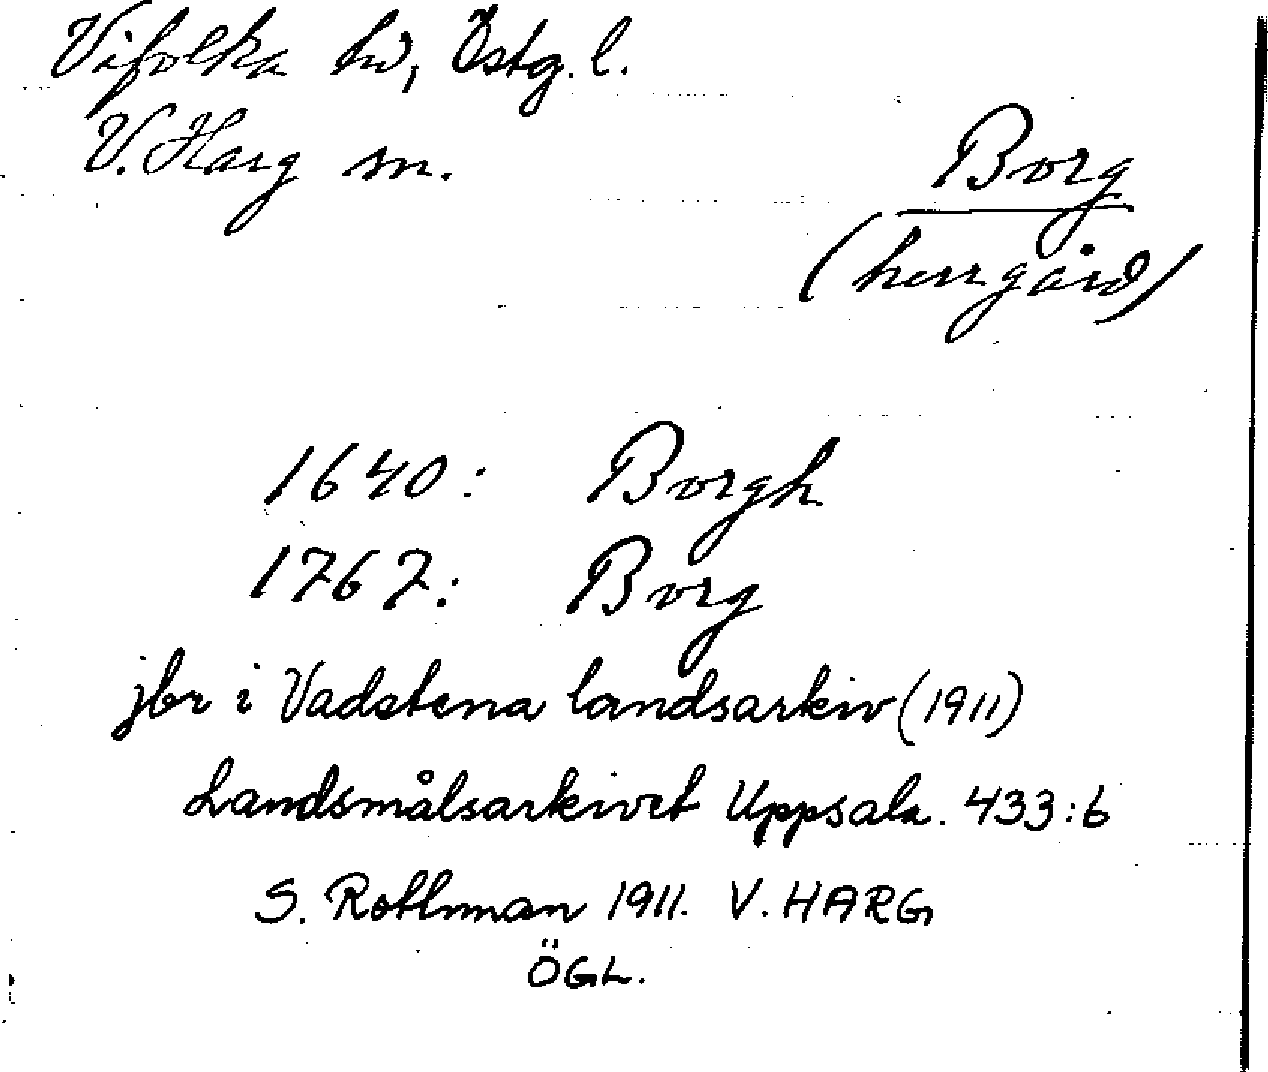 Vifolka hd, Östg. l.
V. Harg sn.
Borg
(herrgård)
1640: Borgh
1767: Borg
jbr i Vadstena landsarkiv (1911)
Landsmålsarkivet Uppsala. 433:6
S. Rothman 1911. V. HARG
ÖGL.